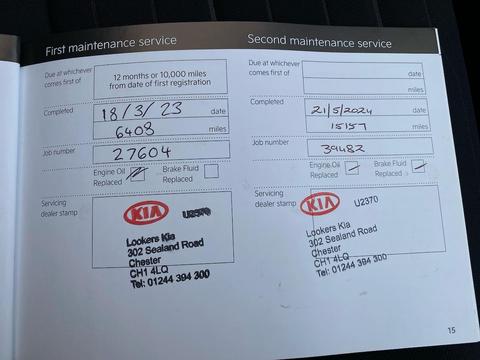 First maintenance service
Due at whichever
comes first of
12 months or 10,000 miles
from date of first registration
Completed
18/3/23 date
6408 miles
Job number
27604
Engine Oil
Replaced
Brake Fluid
Replaced
Servicing
dealer stamp
KIA U2370
Lookers Kia
302 Sealand Road
Chester
CH1 4LQ
Tel: 01244 394 300
Second maintenance service
Due at whichever
comes first of
date
miles
Completed
21/5/2024 date
15157 miles
Job number
39482
Engine Oil
Replaced
Brake Fluid
Replaced
Servicing
dealer stamp
KIA U2370
Lookers Kia
302 Sealand Road
Chester
CH1 4LQ
Tel: 01244 394 300
15